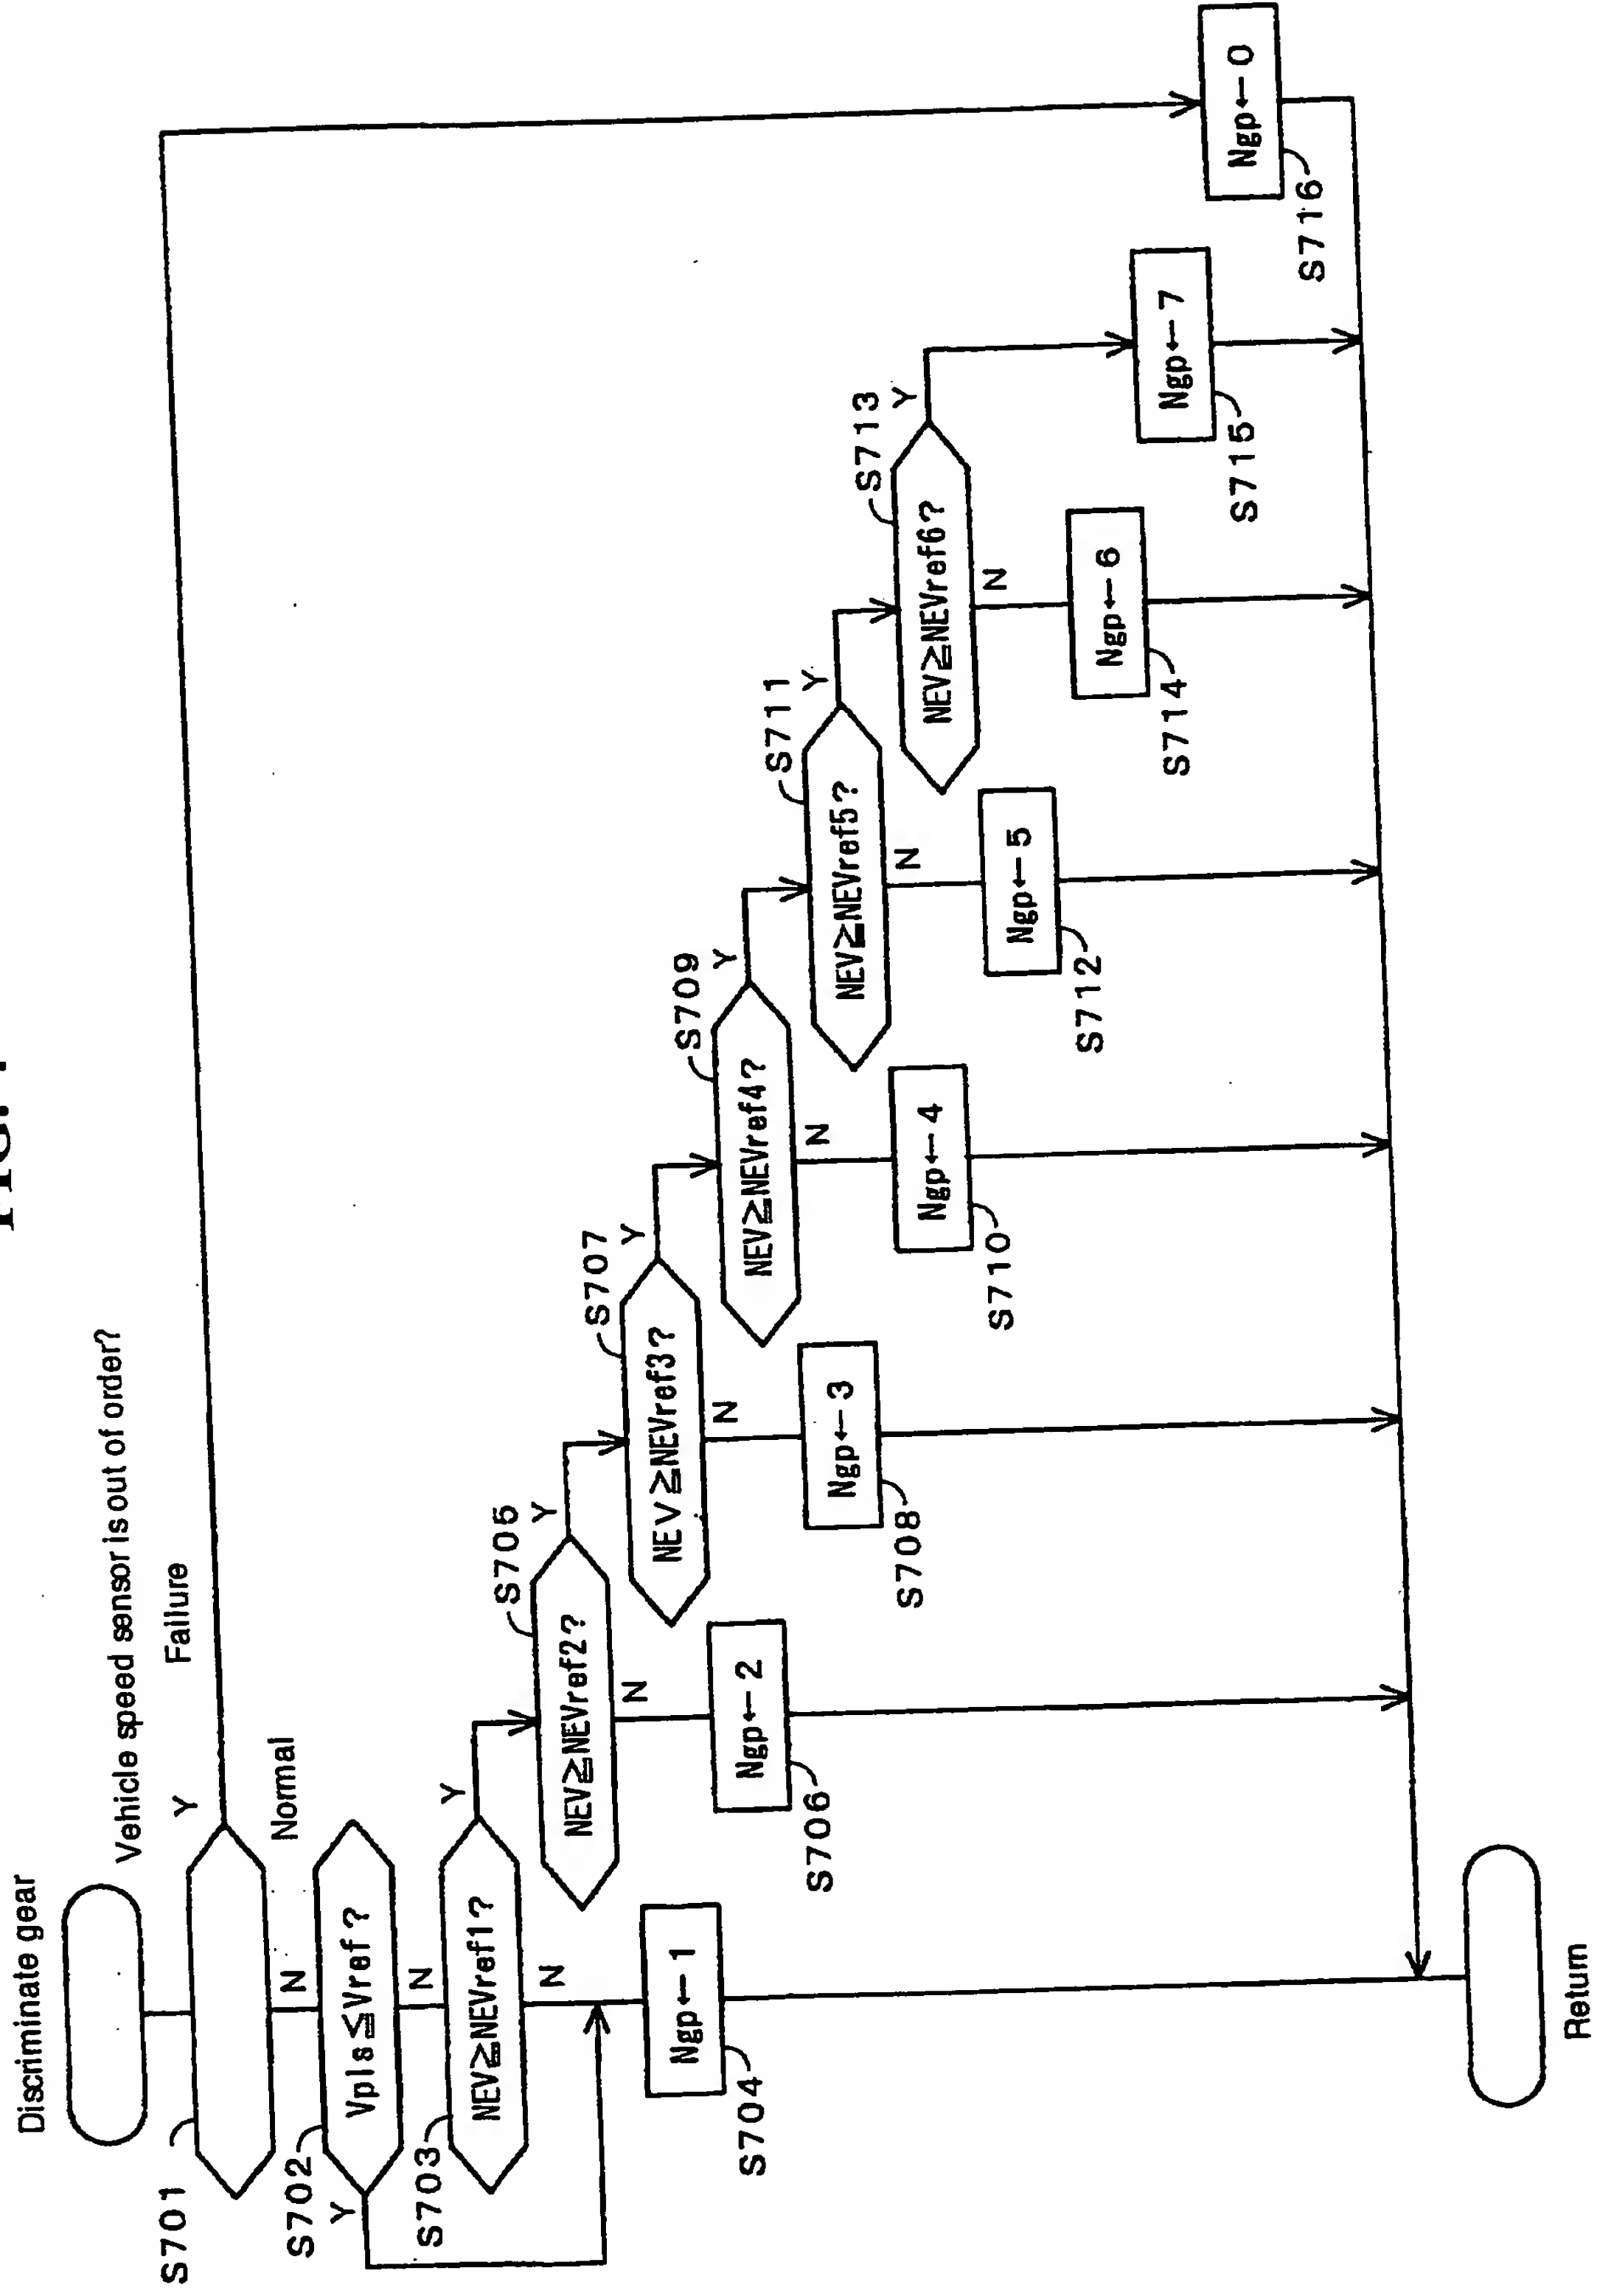 Discriminate gear
Vehicle speed sensor is out of order?
S701
Y
Failure
N
Normal
S702
Vpls≦Vref?
Y
N
S703
NEV≧NEVref1?
Y
N
S704
Ngp←1
S705
NEV≧NEVref2?
Y
N
S706
Ngp←2
S707
NEV≧NEVref3?
Y
N
S708
Ngp←3
S709
NEV≧NEVref4?
Y
N
S710
Ngp←4
S711
NEV≧NEVref5?
Y
N
S712
Ngp←5
S713
NEV≧NEVref6?
Y
N
S714
Ngp←6
S715
Ngp←7
S716
Ngp←0
Return